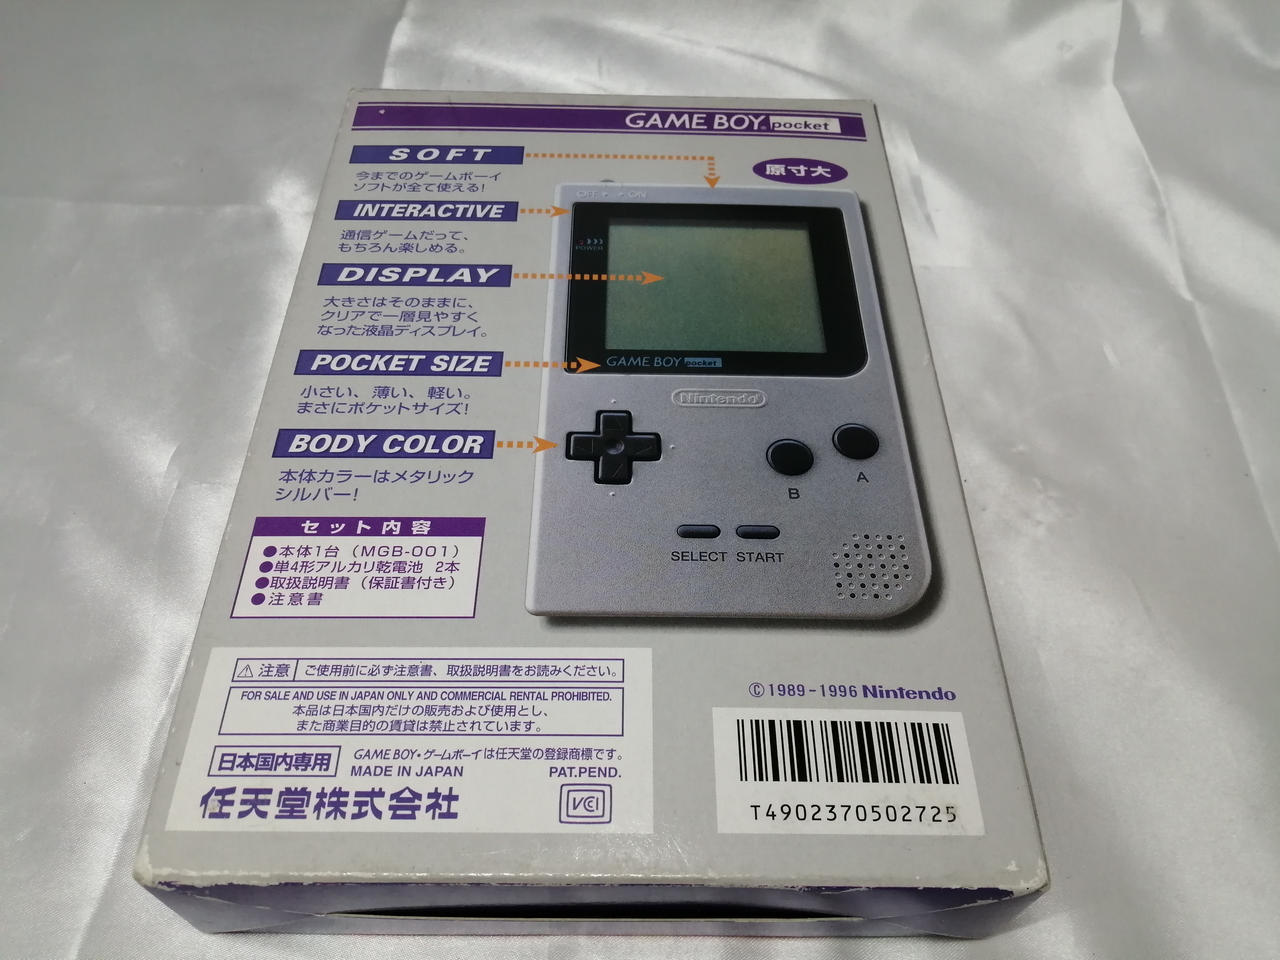 GAME BOY® pocket
SOFT
今までのゲームボーイ
ソフトが全て使える!
原寸大
INTERACTIVE
通信ゲームだって、
もちろん楽しめる。
DISPLAY
大きさはそのままに、
クリアで一層見やすく
なった液晶ディスプレイ。
POCKET SIZE
小さい、薄い、軽い。
まさにポケットサイズ!
BODY COLOR
本体カラーはメタリック
シルバー!
OFF ON
POWER
GAME BOY pocket
Nintendo
B
A
SELECT START
セット内容
●本体1台(MGB-001)
●単4形アルカリ乾電池 2本
●取扱説明書(保証書付き)
●注意書
⚠注意 ご使用前に必ず注意書、取扱説明書をお読みください。
FOR SALE AND USE IN JAPAN ONLY AND COMMERCIAL RENTAL PROHIBITED.
本品は日本国内だけの販売および使用とし、
また商業目的の賃貸は禁止されています。
日本国内専用
GAME BOY・ゲームボーイは任天堂の登録商標です。
MADE IN JAPAN PAT.PEND.
任天堂株式会社
VCI
©1989-1996 Nintendo
T4902370502725